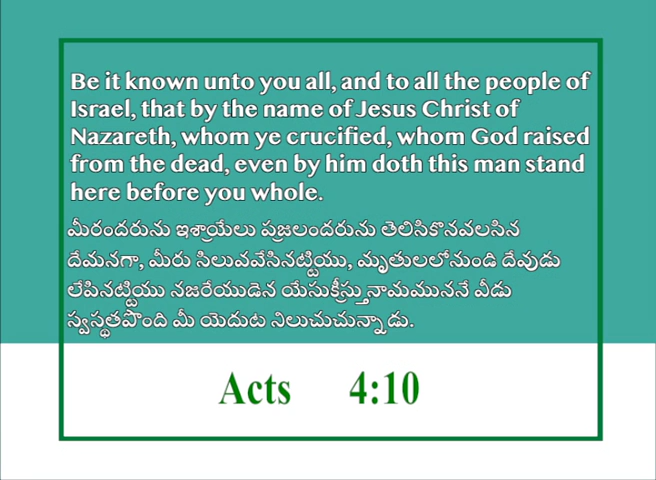 Be it known unto you all, and to all the people of
Israel, that by the name of Jesus Christ of
Nazareth, whom ye crucified, whom God raised
from the dead, even by him doth this man stand
here before you whole.
మీరందరును ఇశ్రాయేలు ప్రజలందరును తెలిసికొనవలసిన
దేమనగా, మీరు సిలువవేసినట్టియు, మృతులలోనుండి దేవుడు
లేపినట్టియు నజరేయుడైన యేసుక్రీస్తు నామముననే వీడు
స్వస్థతపొంది మీ యెదుట నిలుచుచున్నాడు.
Acts 4:10